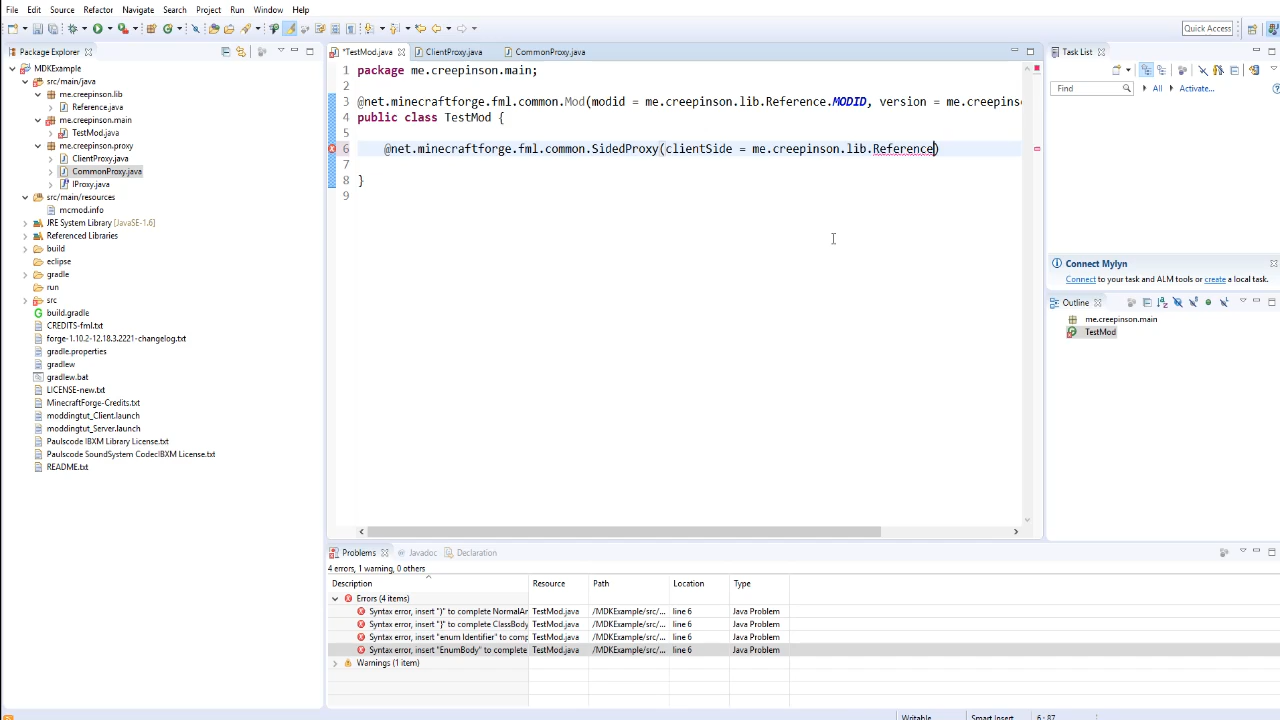 File Edit Source Refactor Navigate Search Project Run Window Help
Quick Access
Package Explorer
MDKExample
src/main/java
me.creepinson.lib
Reference.java
me.creepinson.main
TestMod.java
me.creepinson.proxy
ClientProxy.java
CommonProxy.java
IProxy.java
src/main/resources
mcmod.info
JRE System Library [JavaSE-1.6]
Referenced Libraries
build
eclipse
gradle
run
src
build.gradle
CREDITS-fml.txt
forge-1.10.2-12.18.3.2221-changelog.txt
gradle.properties
gradlew
gradlew.bat
LICENSE-new.txt
MinecraftForge-Credits.txt
moddingtut_Client.launch
moddingtut_Server.launch
Paulscode IBXM Library License.txt
Paulscode SoundSystem CodecIBXM License.txt
README.txt
*TestMod.java ClientProxy.java CommonProxy.java
1 package me.creepinson.main;
2
3 @net.minecraftforge.fml.common.Mod(modid = me.creepinson.lib.Reference.MODID, version = me.creepins
4 public class TestMod {
5
6 @net.minecraftforge.fml.common.SidedProxy(clientSide = me.creepinson.lib.Reference)
7
8 }
9
Task List
Find All Activate...
Connect Mylyn
Connect to your task and ALM tools or create a local task.
Outline
me.creepinson.main
TestMod
Problems Javadoc Declaration
4 errors, 1 warning, 0 others
Description Resource Path Location Type
Errors (4 items)
Syntax error, insert ")" to complete NormalAr TestMod.java /MDKExample/src/... line 6 Java Problem
Syntax error, insert "}" to complete ClassBody TestMod.java /MDKExample/src/... line 6 Java Problem
Syntax error, insert "enum Identifier" to comp TestMod.java /MDKExample/src/... line 6 Java Problem
Syntax error, insert "EnumBody" to complete TestMod.java /MDKExample/src/... line 6 Java Problem
Warnings (1 item)
Writable Smart Insert 6 : 87